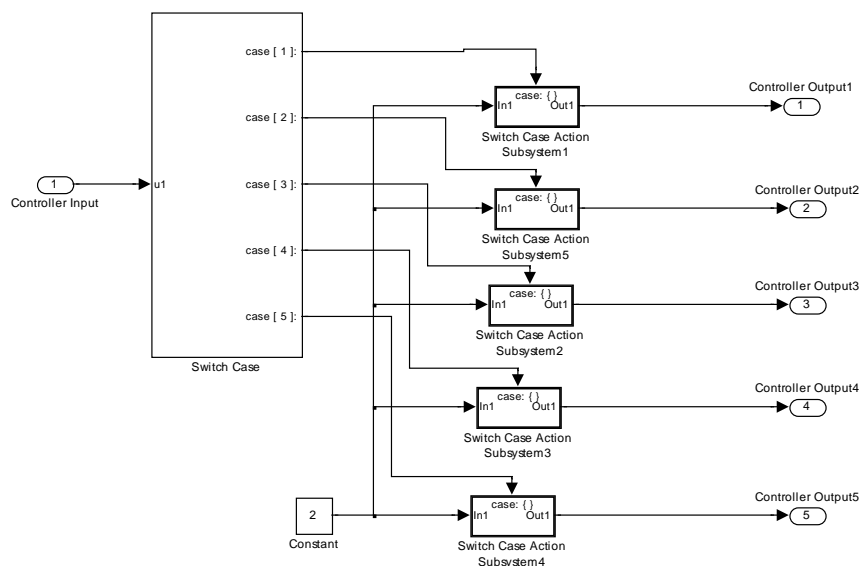 case [ 1 ]:
Controller Output1
case: { }
In1
Out1
1
Switch Case Action
Subsystem1
case [ 2 ]:
1
u1
Controller Input
case [ 3 ]:
Controller Output2
case: { }
In1
Out1
2
Switch Case Action
Subsystem5
case [ 4 ]:
Controller Output3
case: { }
In1
Out1
3
Switch Case Action
Subsystem2
case [ 5 ]:
Switch Case
Controller Output4
case: { }
In1
Out1
4
Switch Case Action
Subsystem3
Controller Output5
2
Constant
case: { }
In1
Out1
5
Switch Case Action
Subsystem4